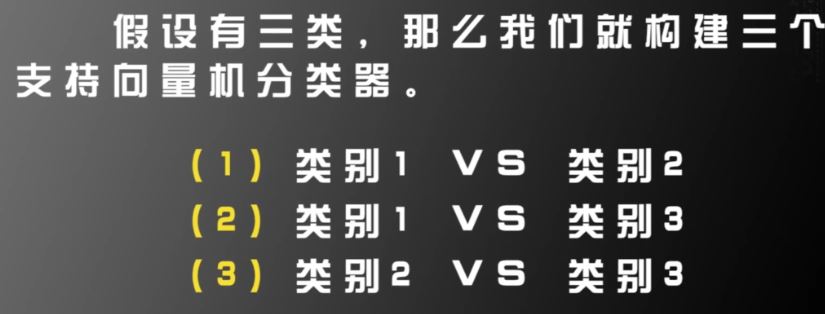 假设有三类，那么我们就构建三个
支持向量机分类器。
(1) 类别1 VS 类别2
(2) 类别1 VS 类别3
(3) 类别2 VS 类别3